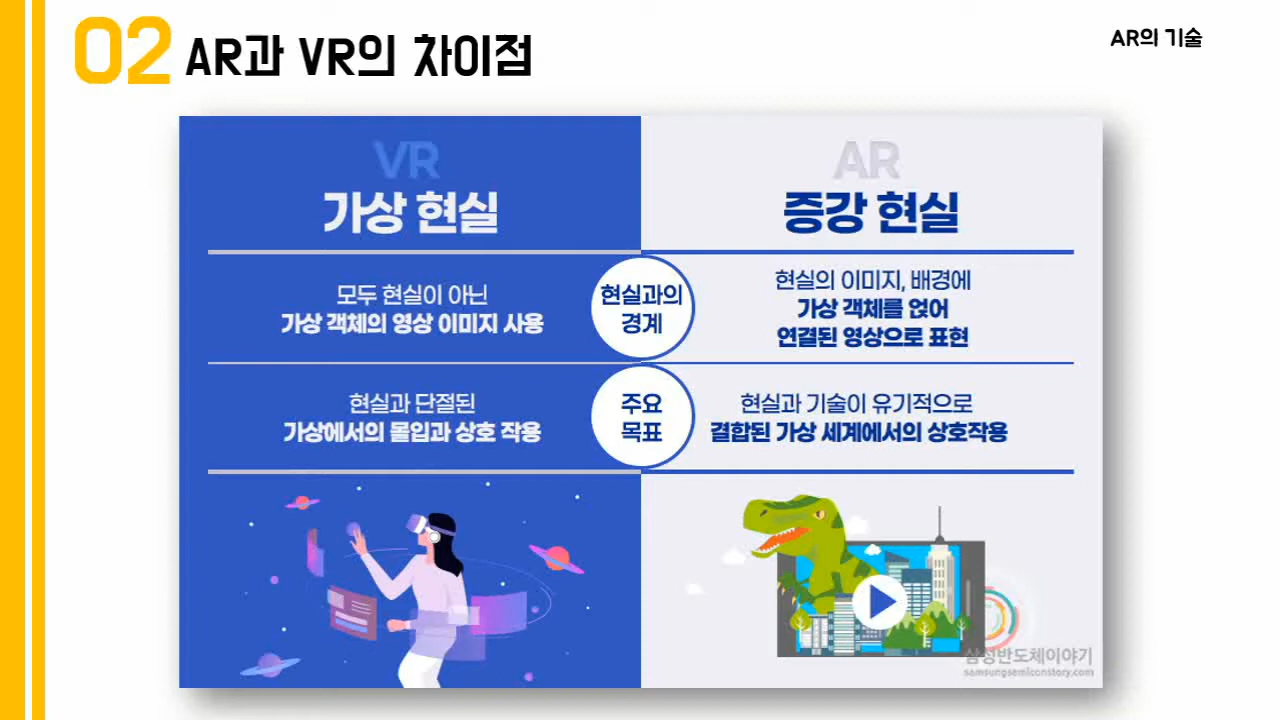 02 AR과 VR의 차이점
AR의 기술
VR
가상 현실
AR
증강 현실
모두 현실이 아닌
가상 객체의 영상 이미지 사용
현실과의
경계
현실의 이미지, 배경에
가상 객체를 얹어
연결된 영상으로 표현
현실과 단절된
가상에서의 몰입과 상호 작용
주요
목표
현실과 기술이 유기적으로
결합된 가상 세계에서의 상호작용
삼성반도체이야기
samsungsemiconstory.com